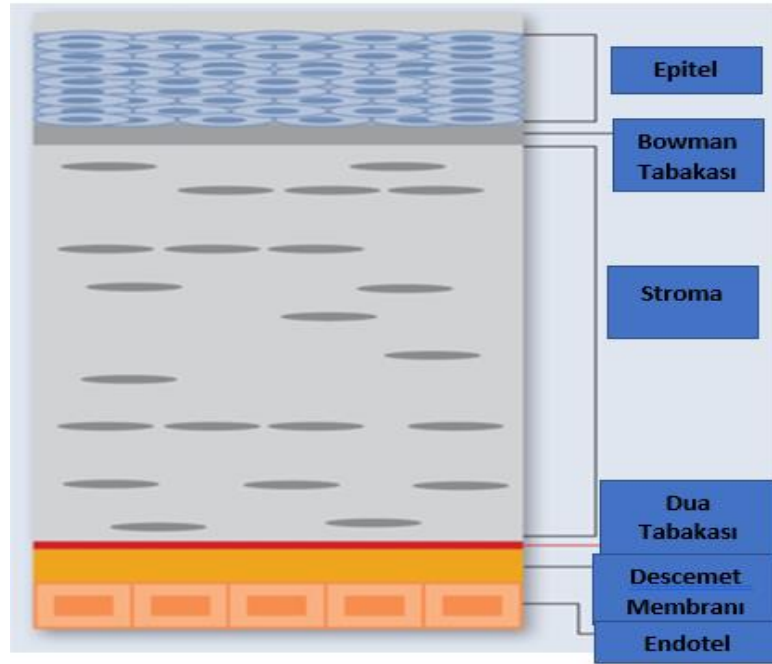 Epitel
Bowman
Tabakası
Stroma
Dua
Tabakası
Descemet
Membranı
Endotel